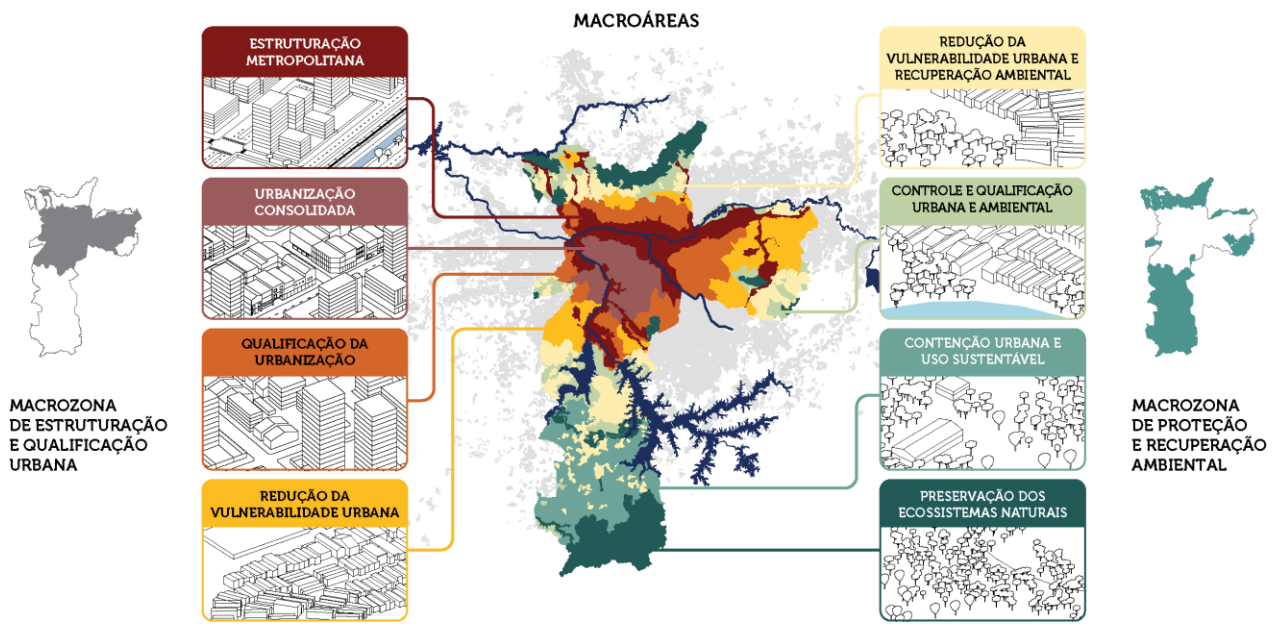 MACROÁREAS
ESTRUTURAÇÃO
METROPOLITANA
URBANIZAÇÃO
CONSOLIDADA
QUALIFICAÇÃO DA
URBANIZAÇÃO
REDUÇÃO DA
VULNERABILIDADE URBANA
MACROZONA
DE ESTRUTURAÇÃO
E QUALIFICAÇÃO
URBANA
REDUÇÃO DA
VULNERABILIDADE URBANA E
RECUPERAÇÃO AMBIENTAL
CONTROLE E QUALIFICAÇÃO
URBANA E AMBIENTAL
CONTENÇÃO URBANA E
USO SUSTENTÁVEL
PRESERVAÇÃO DOS
ECOSSISTEMAS NATURAIS
MACROZONA
DE PROTEÇÃO
E RECUPERAÇÃO
AMBIENTAL